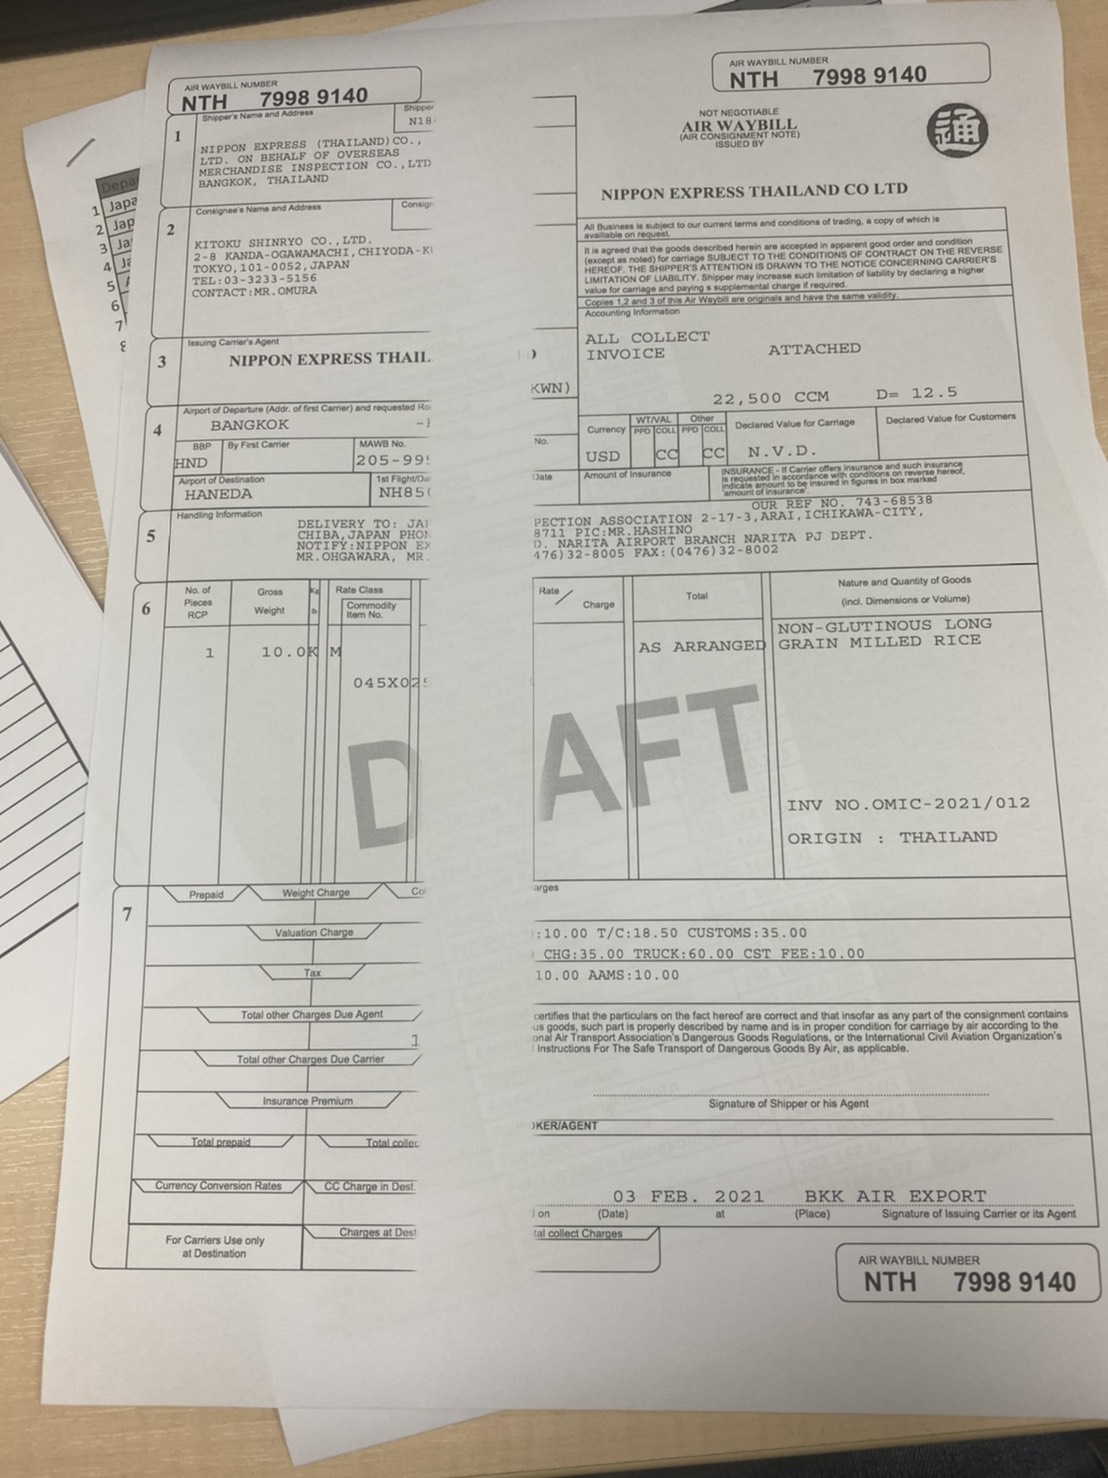 AIR WAYBILL NUMBER
NTH 7998 9140
AIR WAYBILL NUMBER
NTH 7998 9140
NOT NEGOTIABLE
AIR WAYBILL
(AIR CONSIGNMENT NOTE)
ISSUED BY
通
NIPPON EXPRESS THAILAND CO LTD
1
Shipper's Name and Address
Shipper
N18
NIPPON EXPRESS (THAILAND) CO.,
LTD. ON BEHALF OF OVERSEAS
MERCHANDISE INSPECTION CO.,LTD
BANGKOK, THAILAND
2
Consignee's Name and Address
Consign
KITOKU SHINRYO CO.,LTD.
2-8 KANDA-OGAWAMACHI,CHIYODA-K
TOKYO,101-0052,JAPAN
TEL:03-3233-5156
CONTACT:MR.OMURA
All Business is subject to our current terms and conditions of trading, a copy of which is
available on request.
It is agreed that the goods described herein are accepted in apparent good order and condition
(except as noted) for carriage SUBJECT TO THE CONDITIONS OF CONTRACT ON THE REVERSE
HEREOF. THE SHIPPER'S ATTENTION IS DRAWN TO THE NOTICE CONCERNING CARRIER'S
LIMITATION OF LIABILITY. Shipper may increase such limitation of liability by declaring a higher
value for carriage and paying a supplemental charge if required.
Copies 1,2 and 3 of this Air Waybill are originals and have the same validity.
3
Issuing Carrier's Agent
NIPPON EXPRESS THAIL
KWN)
Accounting Information
ALL COLLECT
INVOICE ATTACHED
22,500 CCM D= 12.5
4
Airport of Departure (Addr. of first Carrier) and requested Ro
BANGKOK
BBP By First Carrier MAWB No.
HND 205-99
No.
Airport of Destination 1st Flight/Da
HANEDA NH85
Date
Currency WT/VAL Other Declared Value for Carriage Declared Value for Customs
PPD COLL PPD COLL
USD CC CC N.V.D.
Amount of Insurance
INSURANCE - If Carrier offers Insurance and such insurance
is requested in accordance with conditions on reverse hereof,
indicate amount to be insured in figures in box marked
'amount of insurance'.
5
Handling Information
OUR REF NO. 743-68538
DELIVERY TO: JA PECTION ASSOCIATION 2-17-3,ARAI,ICHIKAWA-CITY,
CHIBA,JAPAN PHON 8711 PIC:MR.HASHINO
NOTIFY:NIPPON EX D. NARITA AIRPORT BRANCH NARITA PJ DEPT.
MR.OHGAWARA, MR. 476)32-8005 FAX:(0476)32-8002
6
No. of
Pieces
RCP
Gross
Weight
Kg
lb
Rate Class
Commodity
Item No.
Rate / Charge
Total
Nature and Quantity of Goods
(incl. Dimensions or Volume)
1 10.0K M
045X02
AS ARRANGED
NON-GLUTINOUS LONG
GRAIN MILLED RICE
D AFT
INV NO.OMIC-2021/012
ORIGIN : THAILAND
7
Prepaid Weight Charge Co
arges
Valuation Charge
:10.00 T/C:18.50 CUSTOMS:35.00
CHG:35.00 TRUCK:60.00 CST FEE:10.00
Tax
10.00 AAMS:10.00
Total other Charges Due Agent
1
Total other Charges Due Carrier
certifies that the particulars on the fact hereof are correct and that insofar as any part of the consignment contains
us goods, such part is properly described by name and is in proper condition for carriage by air according to the
onal Air Transport Association's Dangerous Goods Regulations, or the International Civil Aviation Organization's
Instructions For The Safe Transport of Dangerous Goods By Air, as applicable.
Insurance Premium
Signature of Shipper or his Agent
KER/AGENT
Total prepaid Total collec
Currency Conversion Rates CC Charge in Dest.
03 FEB. 2021 BKK AIR EXPORT
on (Date) at (Place) Signature of Issuing Carrier or its Agent
For Carriers Use only
at Destination
Charges at Dest
tal collect Charges
AIR WAYBILL NUMBER
NTH 7998 9140
Depa
1 Japa
2 Jap
3 Ja
4
5
6
7